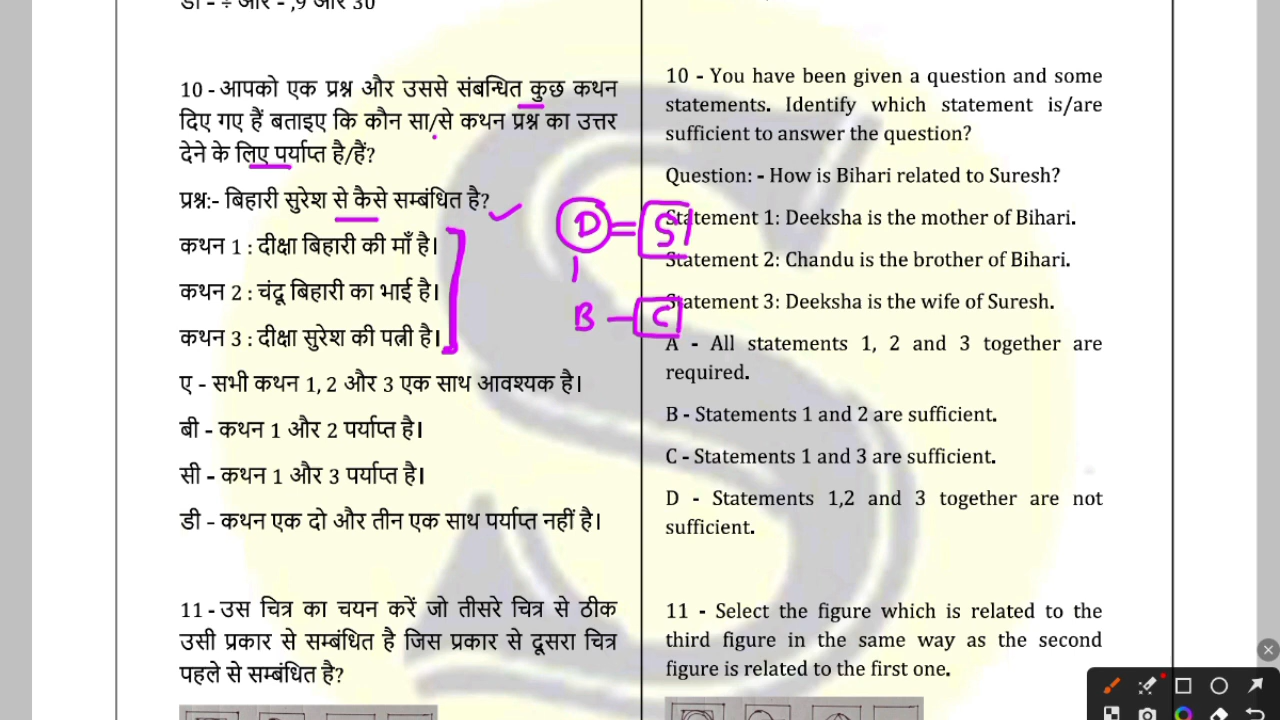 डी - ÷ और - ,9 और 30
10 - आपको एक प्रश्न और उससे संबन्धित कुछ कथन
दिए गए हैं बताइए कि कौन सा/से कथन प्रश्न का उत्तर
देने के लिए पर्याप्त है/हैं?
प्रश्न:- बिहारी सुरेश से कैसे सम्बंधित है?
कथन 1 : दीक्षा बिहारी की माँ है।
कथन 2 : चंदू बिहारी का भाई है।
कथन 3 : दीक्षा सुरेश की पत्नी है।
ए - सभी कथन 1, 2 और 3 एक साथ आवश्यक है।
बी - कथन 1 और 2 पर्याप्त है।
सी - कथन 1 और 3 पर्याप्त है।
डी - कथन एक दो और तीन एक साथ पर्याप्त नहीं है।
11 - उस चित्र का चयन करें जो तीसरे चित्र से ठीक
उसी प्रकार से सम्बंधित है जिस प्रकार से दूसरा चित्र
पहले से सम्बंधित है?
D = S
B - C
10 - You have been given a question and some
statements. Identify which statement is/are
sufficient to answer the question?
Question: - How is Bihari related to Suresh?
Statement 1: Deeksha is the mother of Bihari.
Statement 2: Chandu is the brother of Bihari.
Statement 3: Deeksha is the wife of Suresh.
A - All statements 1, 2 and 3 together are
required.
B - Statements 1 and 2 are sufficient.
C - Statements 1 and 3 are sufficient.
D - Statements 1,2 and 3 together are not
sufficient.
11 - Select the figure which is related to the
third figure in the same way as the second
figure is related to the first one.